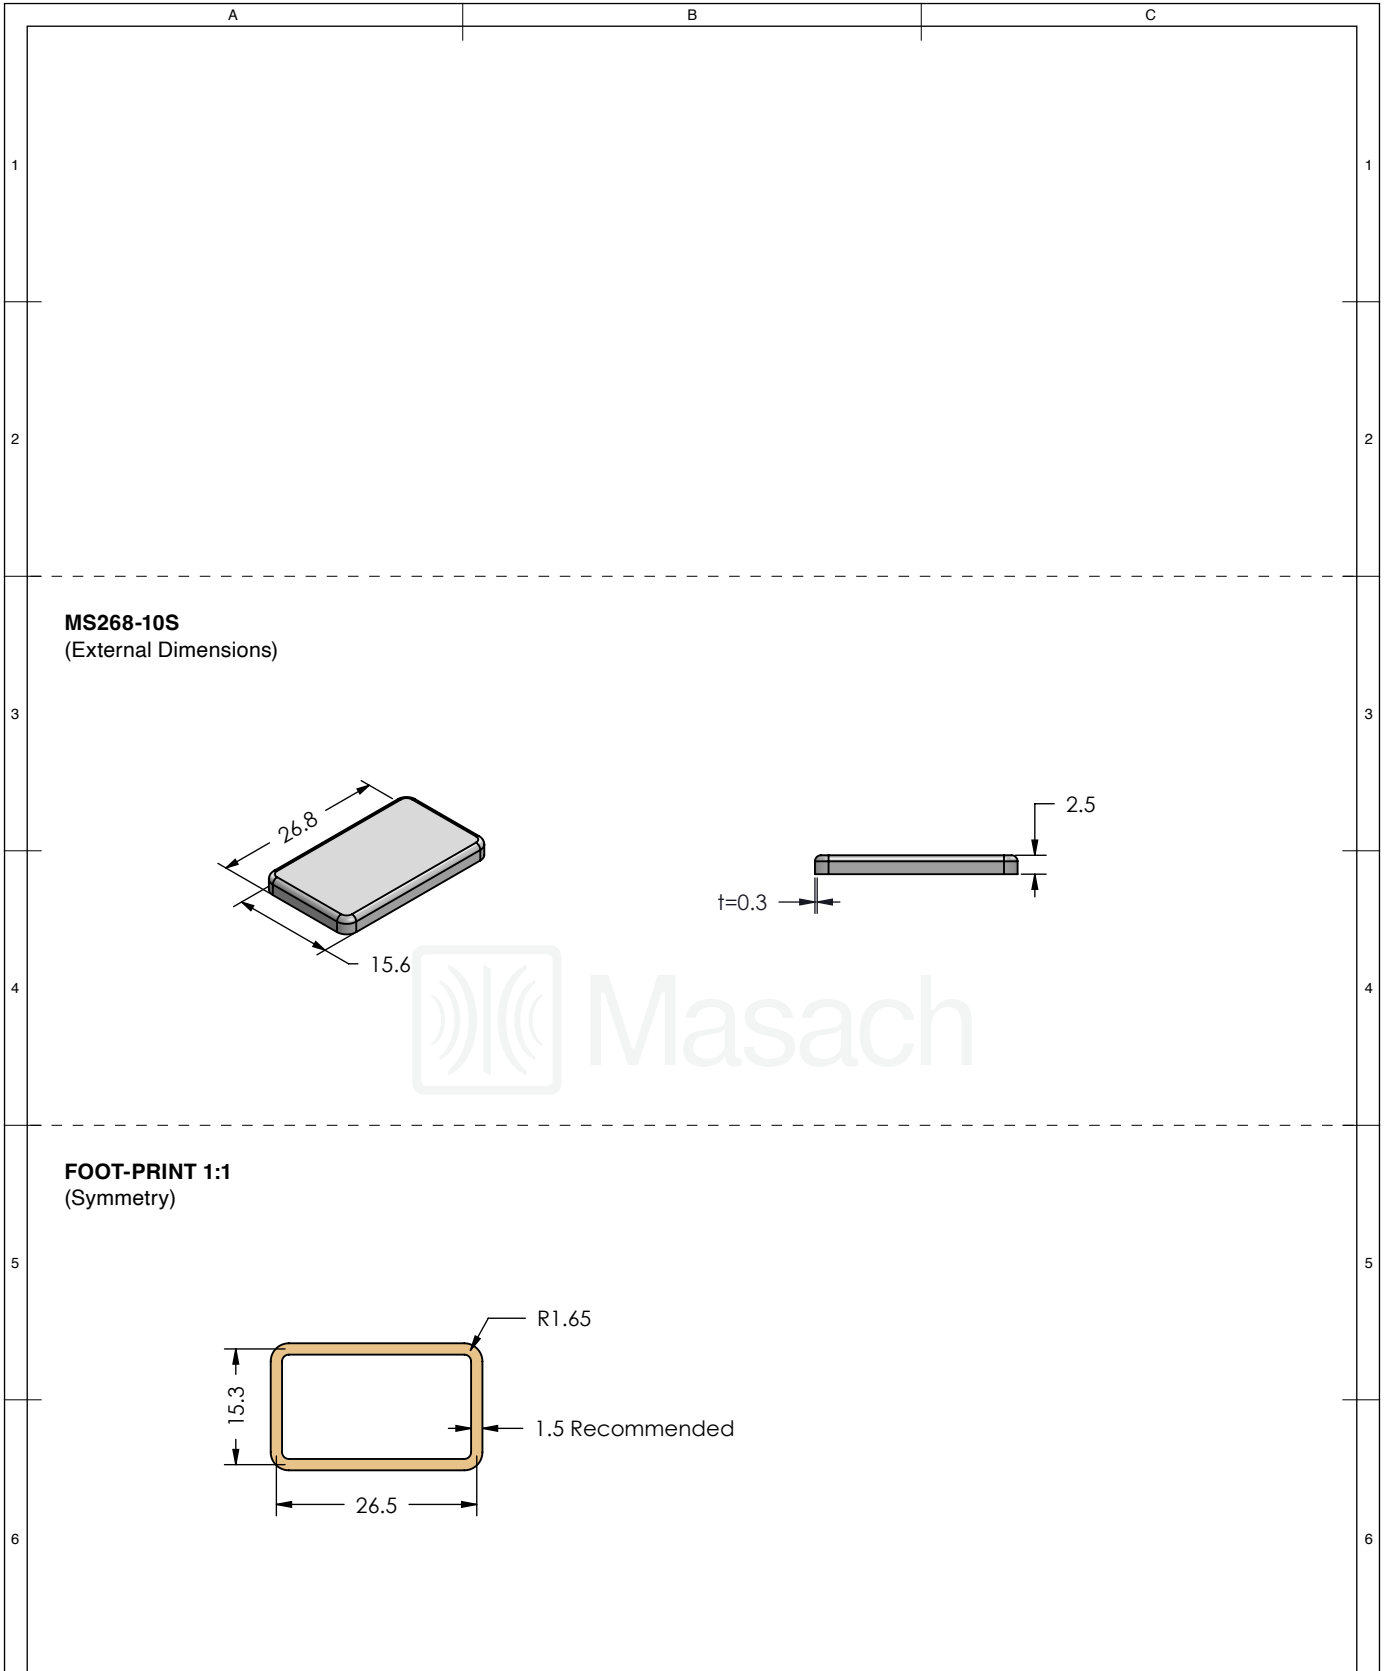 A B C
1 1
2 2
MS268-10S
(External Dimensions)
3 3
26.8
2.5
t=0.3
15.6
4 4
Masach
FOOT-PRINT 1:1
(Symmetry)
5 5
R1.65
15.3
1.5 Recommended
26.5
6 6